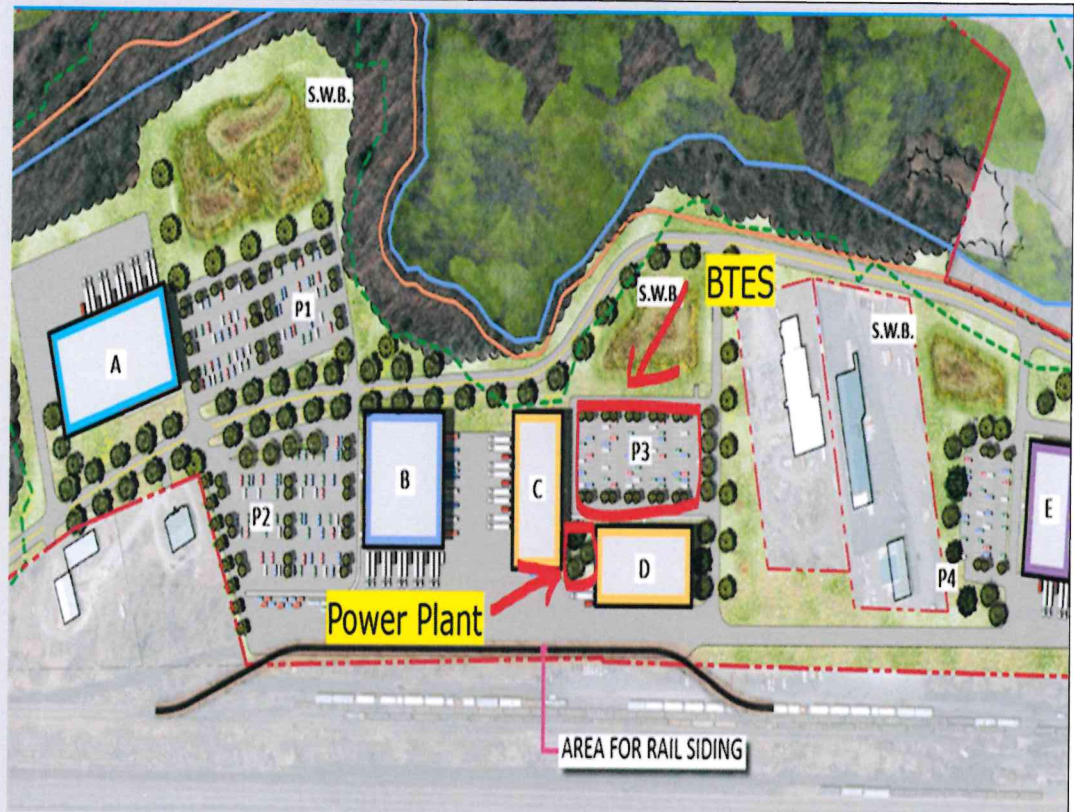 S.W.B.
BTES
S.W.B
S.W.B.
P1
A
P3
B
C
E
P2
D
P4
Power Plant
AREA FOR RAIL SIDING